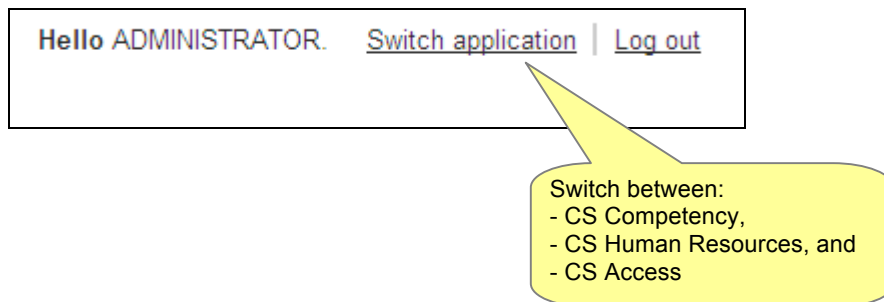 Hello ADMINISTRATOR. Switch application | Log out
Switch between:
- CS Competency,
- CS Human Resources, and
- CS Access